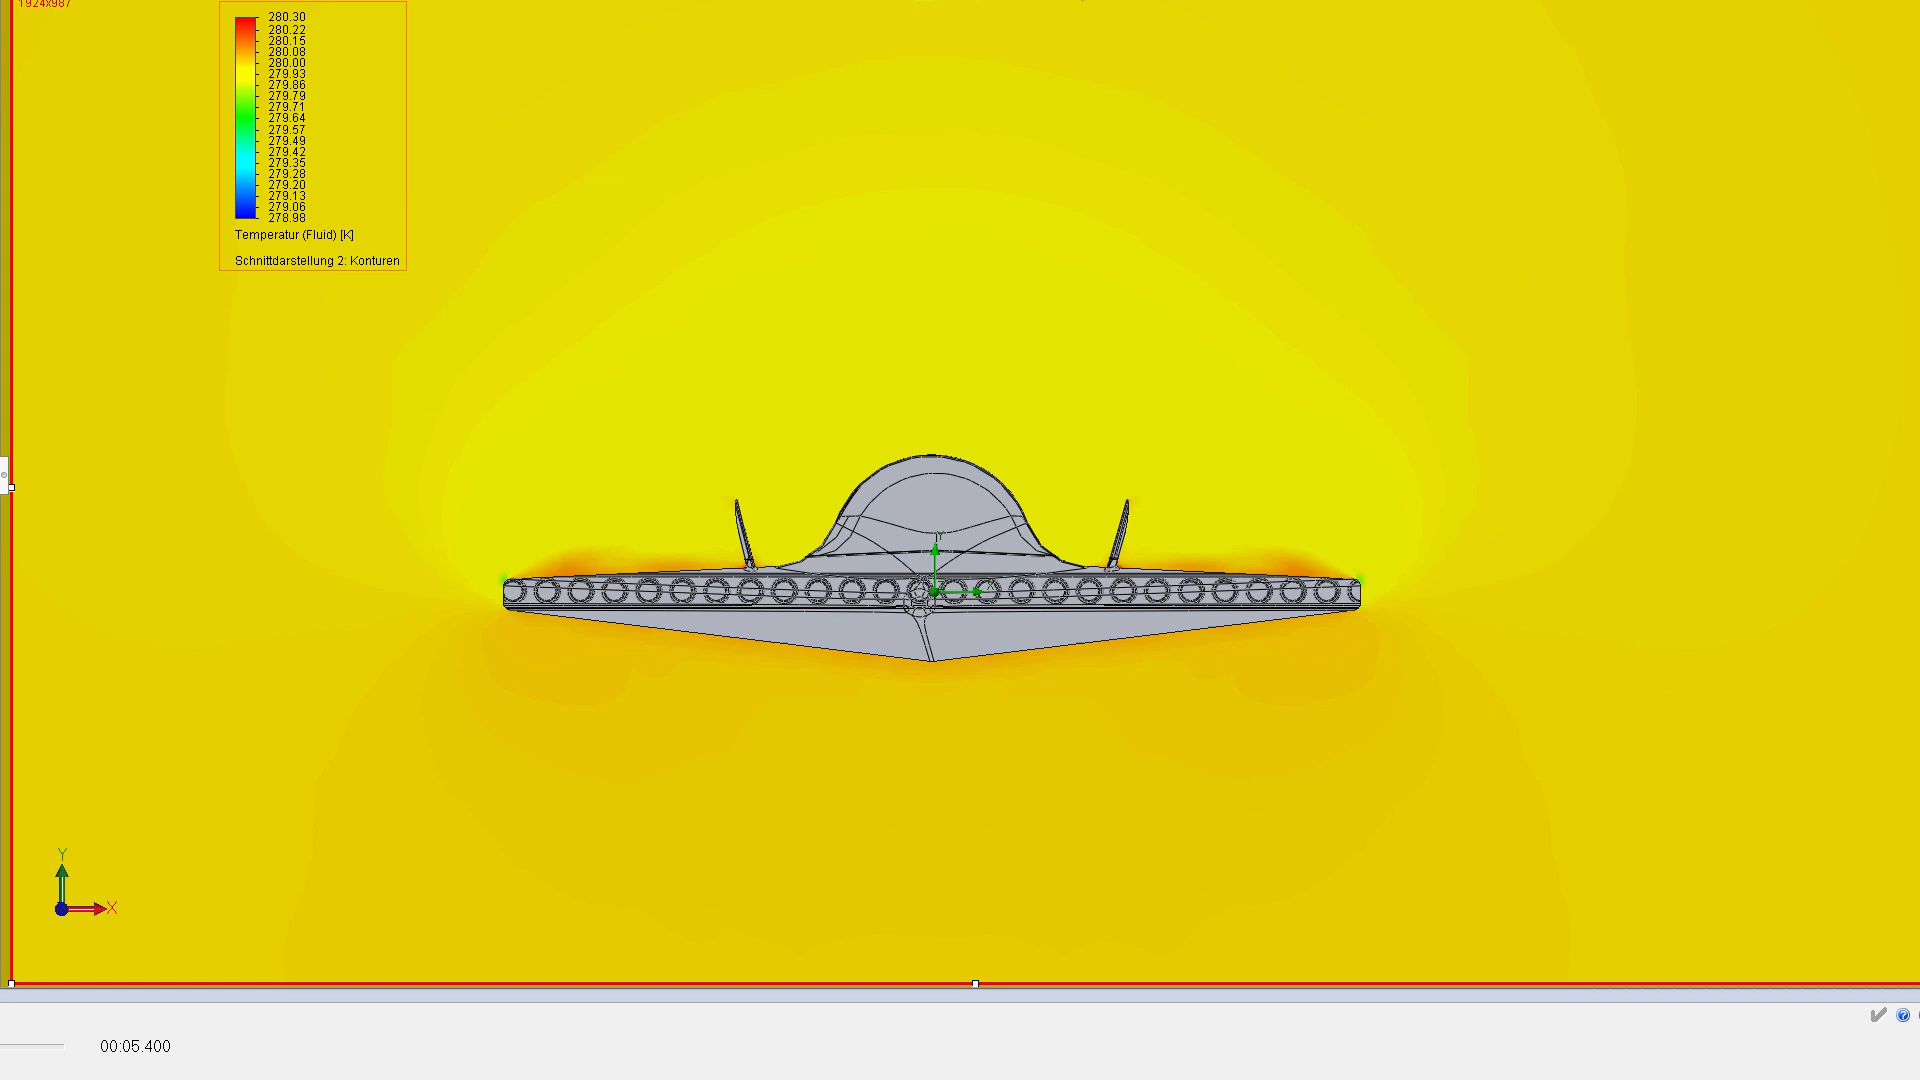 1924x987
280.30
280.22
280.15
280.08
280.00
279.93
279.86
279.79
279.71
279.64
279.57
279.49
279.42
279.35
279.28
279.20
279.13
279.06
278.98
Temperatur (Fluid) [K]
Schnittdarstellung 2: Konturen
Y
X
Y
X
00:05.400